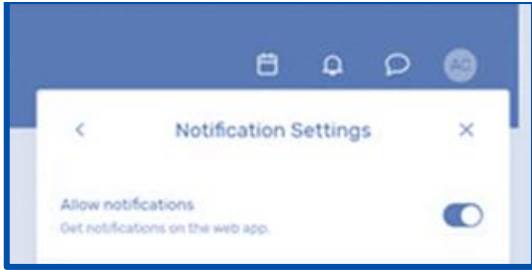 AC
Notification Settings
Allow notifications
Get notifications on the web app.